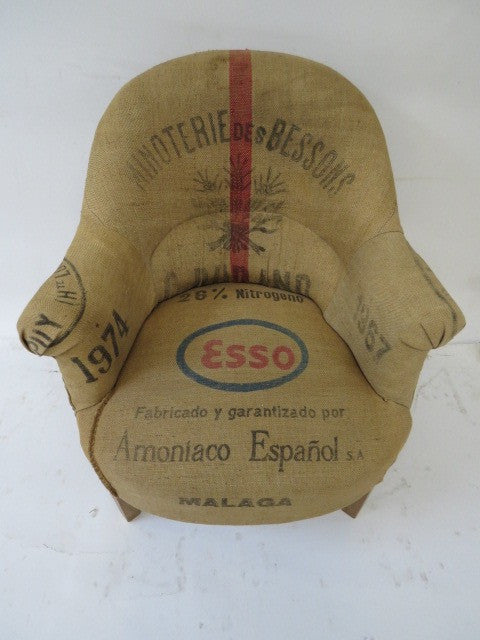 MINOTERIE DES BESSONS
26% Nitrogeno
1974
1967
Esso
Fabricado y garantizado por
Amoniaco Español S.A
MALAGA